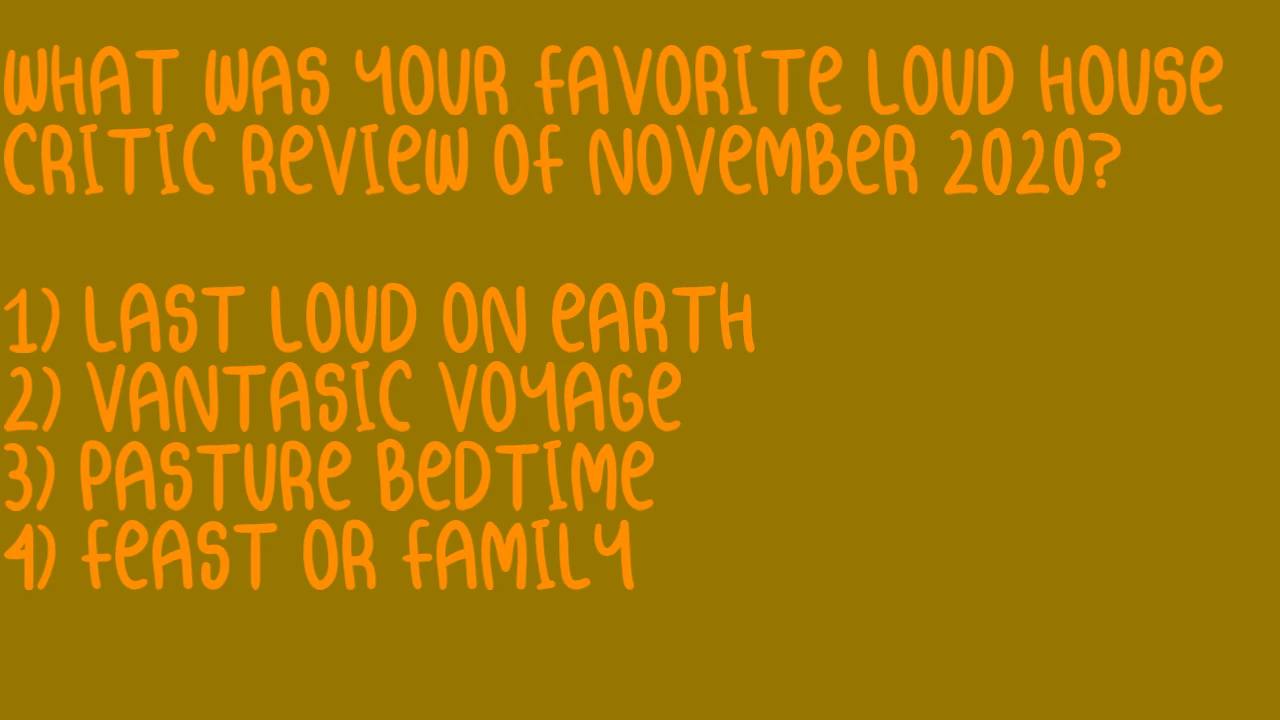 WHAT WAS YOUR FAVORITE LOUD HOUSE
CRITIC REVIEW OF NOVEMBER 2020?
1) LAST LOUD ON EARTH
2) VANTASIC VOYAGE
3) PASTURE BEDTIME
4) FEAST OR FAMILY